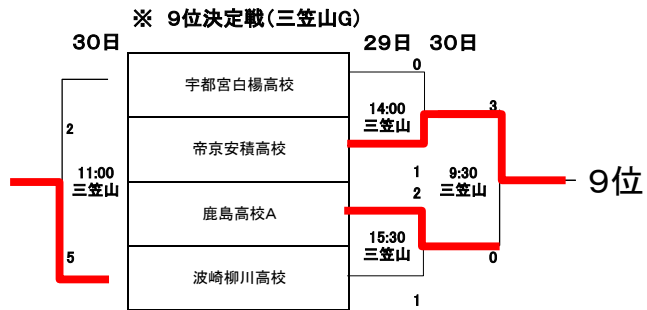 ※ 9位決定戦(三笠山G)
30日
29日 30日
宇都宮白楊高校
帝京安積高校
鹿島高校A
波崎柳川高校
2
11:00
三笠山
5
0
14:00
三笠山
1
2
15:30
三笠山
1
3
9:30
三笠山
0
9位